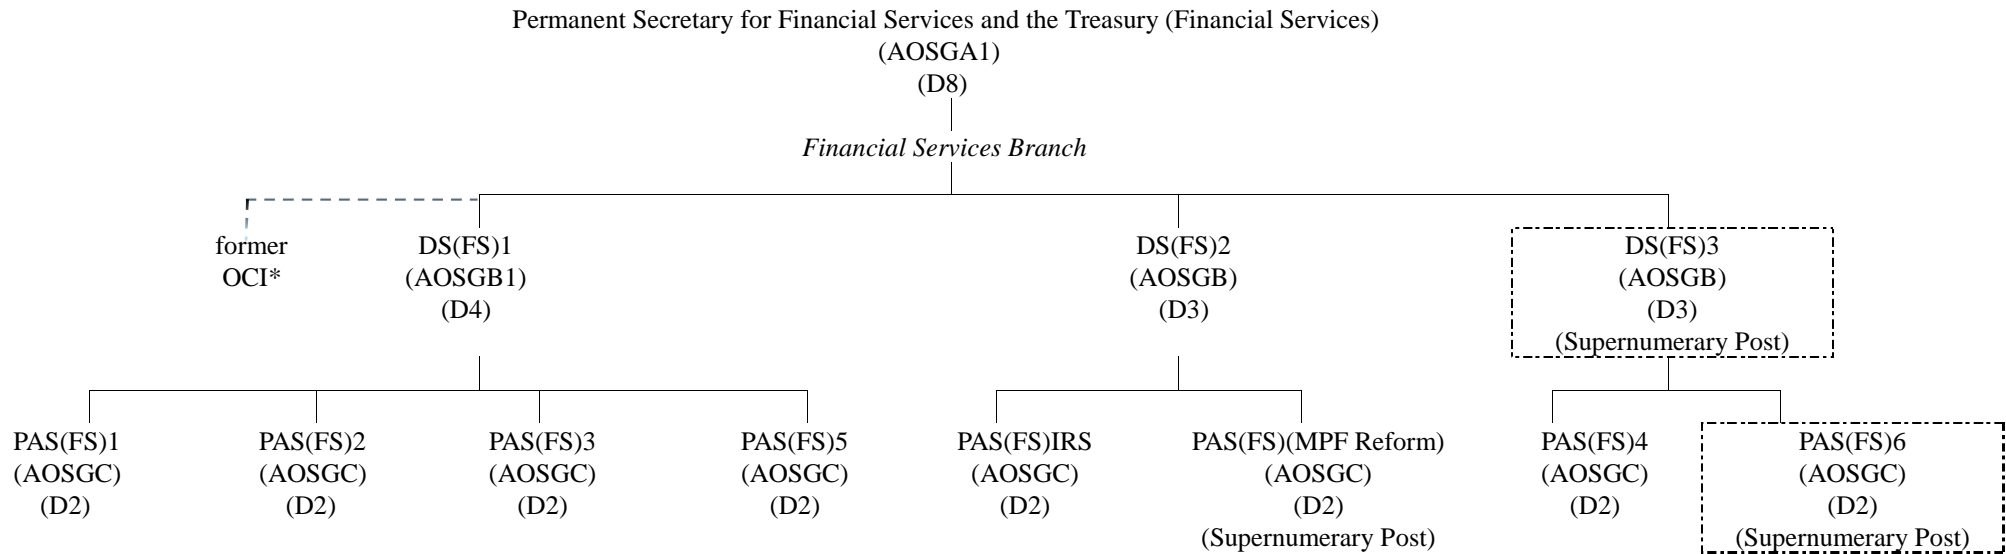 Permanent Secretary for Financial Services and the Treasury (Financial Services)
(AOSGA1)
(D8)
Financial Services Branch
former
OCI*
DS(FS)1
(AOSGB1)
(D4)
DS(FS)2
(AOSGB)
(D3)
DS(FS)3
(AOSGB)
(D3)
(Supernumerary Post)
PAS(FS)1
(AOSGC)
(D2)
PAS(FS)2
(AOSGC)
(D2)
PAS(FS)3
(AOSGC)
(D2)
PAS(FS)5
(AOSGC)
(D2)
PAS(FS)IRS
(AOSGC)
(D2)
PAS(FS)(MPF Reform)
(AOSGC)
(D2)
(Supernumerary Post)
PAS(FS)4
(AOSGC)
(D2)
PAS(FS)6
(AOSGC)
(D2)
(Supernumerary Post)